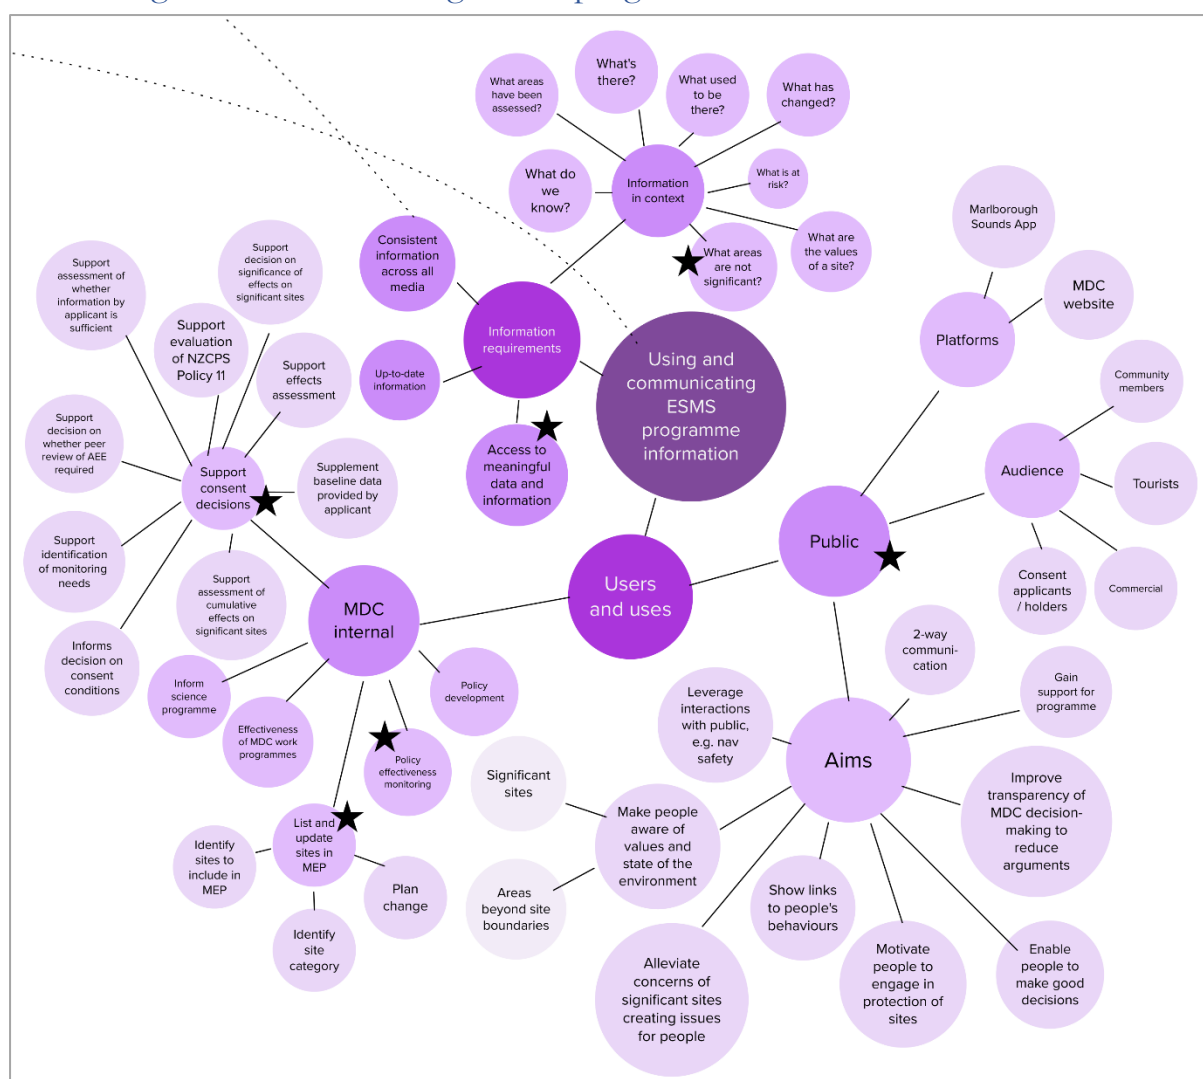 What areas
have been
assessed?
What's
there?
What used
to be
there?
What has
changed?
What do
we
know?
Information
in context
What is at
risk?
What areas
are not
significant?
What are
the values
of a site?
Consistent
information
across all
media
Information
requirements
Up-to-date
information
Access to
meaningful
data and
information
Using and
communicating
ESMS
programme
information
Marlborough
Sounds App
MDC
website
Platforms
Community
members
Audience
Tourists
Commercial
Consent
applicants
/ holders
Public
Users
and uses
Support
assessment of
whether
information by
applicant is
sufficient
Support
decision on
significance of
effects on
significant sites
Support
evaluation
of NZCPS
Policy 11
Support
effects
assessment
Support
decision on
whether peer
review of AEE
required
Support
consent
decisions
Supplement
baseline data
provided by
applicant
Support
identification
of monitoring
needs
Support
assessment of
cumulative
effects on
significant sites
Informs
decision on
consent
conditions
MDC
internal
Inform
science
programme
Effectiveness
of MDC work
programmes
Policy
development
Policy
effectiveness
monitoring
List and
update
sites in
MEP
Identify
sites to
include in
MEP
Identify
site
category
Plan
change
2-way
communi-
cation
Gain
support for
programme
Leverage
interactions
with public,
e.g. nav
safety
Aims
Improve
transparency of
MDC decision-
making to
reduce
arguments
Significant
sites
Make people
aware of
values and
state of the
environment
Areas
beyond site
boundaries
Show links
to people's
behaviours
Alleviate
concerns of
significant sites
creating issues
for people
Motivate
people to
engage in
protection of
sites
Enable
people to
make good
decisions